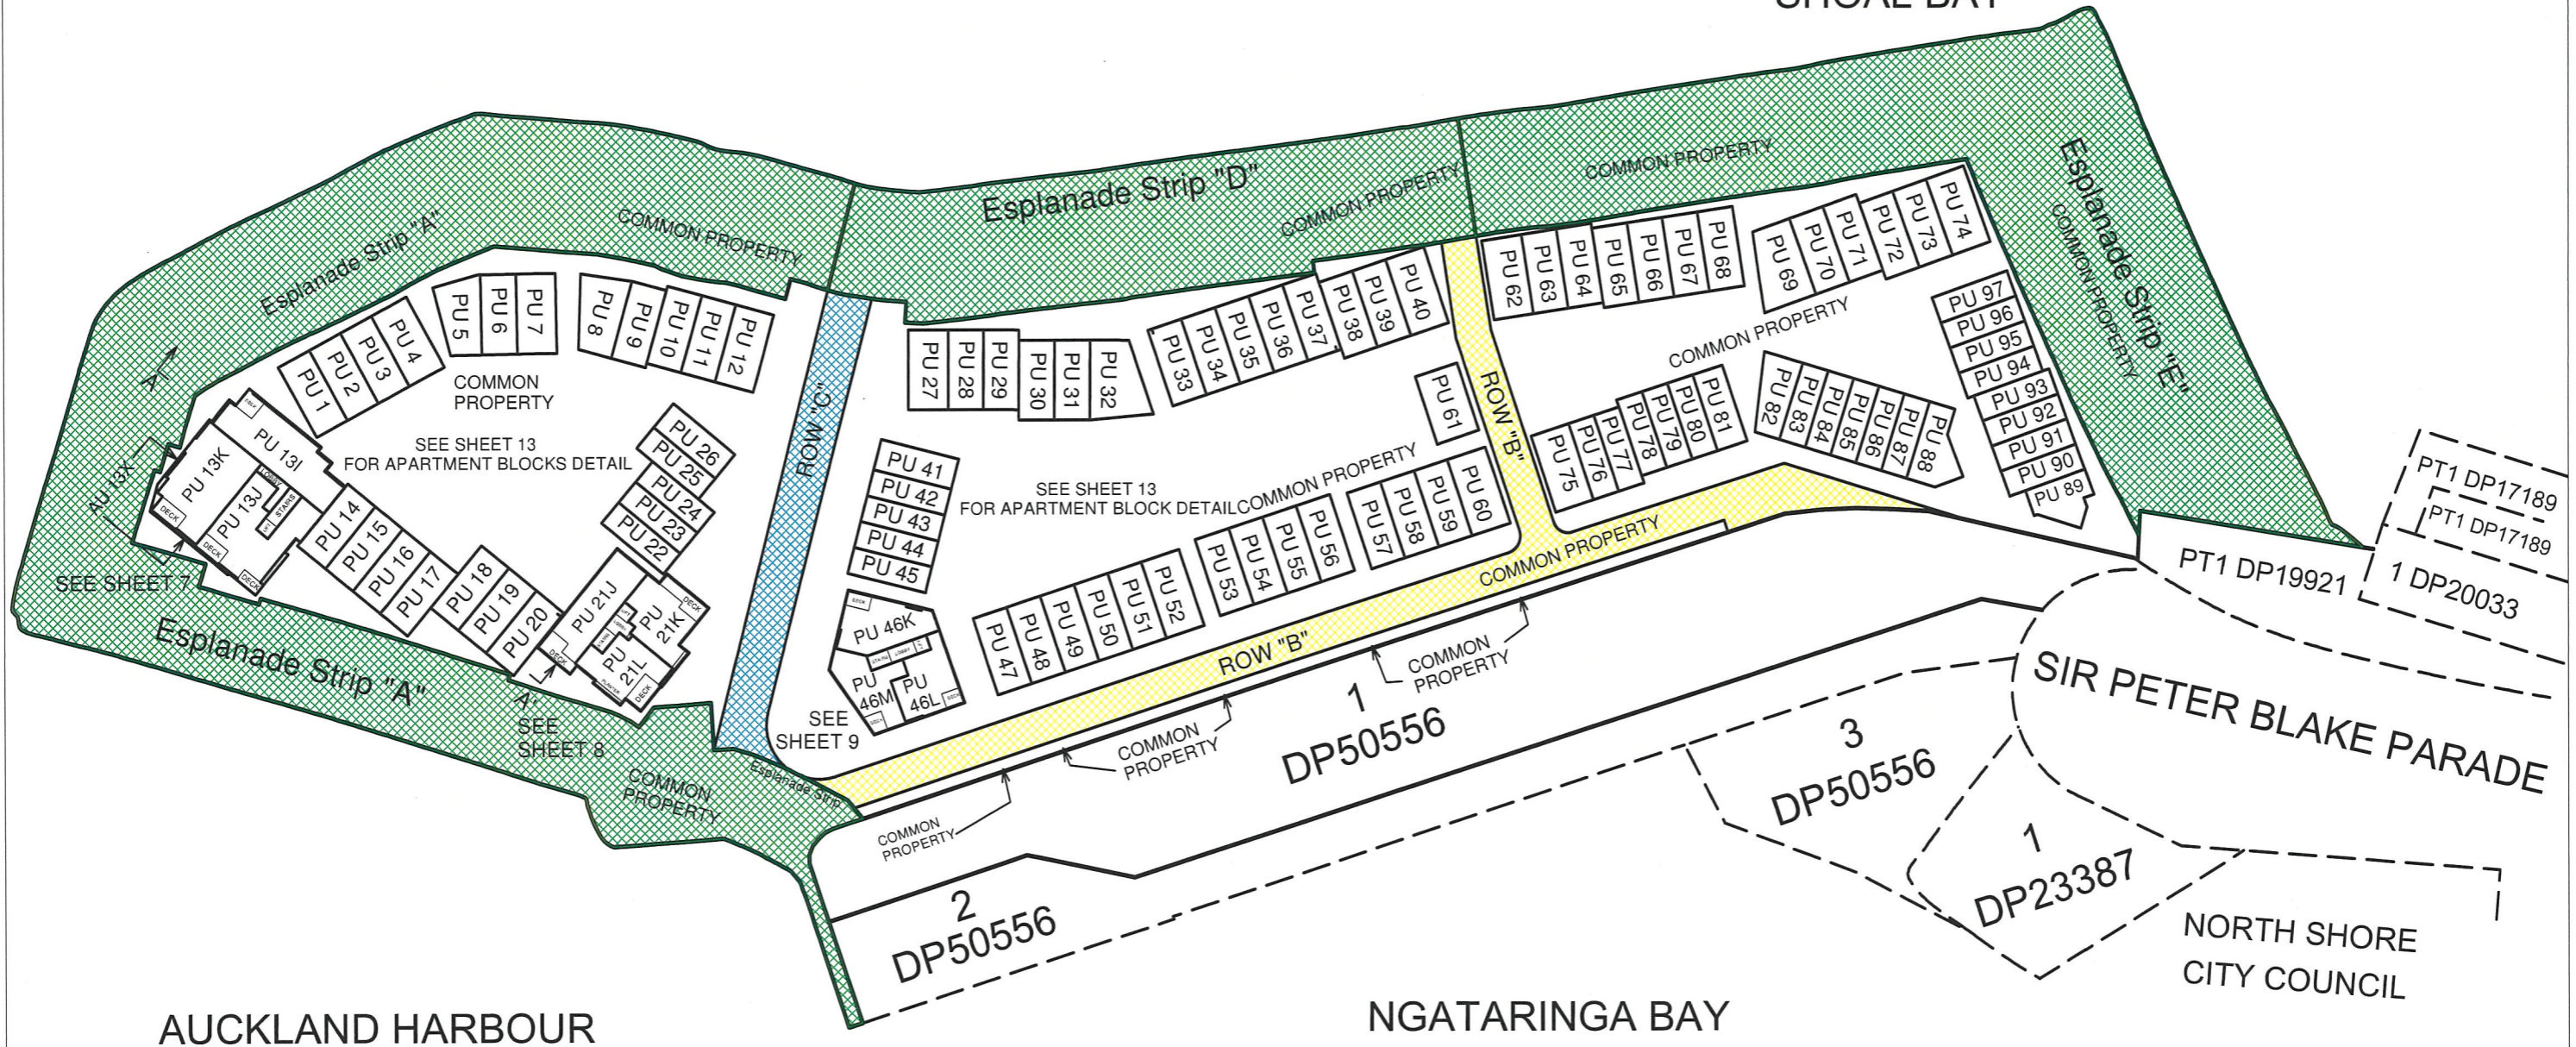 SHOAL BAY
Esplanade Strip "A"
COMMON PROPERTY
Esplanade Strip "D"
COMMON PROPERTY
COMMON PROPERTY
Esplanade Strip "E"
COMMON PROPERTY
PU 1
PU 2
PU 3
PU 4
PU 5
PU 6
PU 7
PU 8
PU 9
PU 10
PU 11
PU 12
COMMON
PROPERTY
SEE SHEET 13
FOR APARTMENT BLOCKS DETAIL
A
AU 13X
PU 13I
PU 13K
PU 13J
LOBBY
STAIRS
DECK
DECK
DECK
SEE SHEET 7
PU 14
PU 15
PU 16
PU 17
PU 18
PU 19
PU 20
PU 26
PU 25
PU 24
PU 23
PU 22
PU 21J
PU
21K
PU
21L
DECK
DECK
DECK
PLANTER
A'
SEE
SHEET 8
Esplanade Strip "A"
COMMON
PROPERTY
Esplanade Strip
ROW "C"
PU 27
PU 28
PU 29
PU 30
PU 31
PU 32
PU 33
PU 34
PU 35
PU 36
PU 37
PU 38
PU 39
PU 40
PU 41
PU 42
PU 43
PU 44
PU 45
SEE SHEET 13
FOR APARTMENT BLOCK DETAIL
COMMON PROPERTY
DECK
PU 46K
LOBBY
PU
46M
PU
46L
SEE
SHEET 9
PU 47
PU 48
PU 49
PU 50
PU 51
PU 52
PU 53
PU 54
PU 55
PU 56
PU 57
PU 58
PU 59
PU 60
PU 61
ROW "B"
ROW "B"
COMMON PROPERTY
PU 62
PU 63
PU 64
PU 65
PU 66
PU 67
PU 68
PU 69
PU 70
PU 71
PU 72
PU 73
PU 74
COMMON PROPERTY
PU 75
PU 76
PU 77
PU 78
PU 79
PU 80
PU 81
PU 82
PU 83
PU 84
PU 85
PU 86
PU 87
PU 88
PU 97
PU 96
PU 95
PU 94
PU 93
PU 92
PU 91
PU 90
PU 89
COMMON
PROPERTY
COMMON
PROPERTY
COMMON
PROPERTY
1
DP50556
2
DP50556
3
DP50556
1
DP23387
PT1 DP17189
PT1 DP17189
PT1 DP19921
1 DP20033
SIR PETER BLAKE PARADE
NORTH SHORE
CITY COUNCIL
AUCKLAND HARBOUR
NGATARINGA BAY